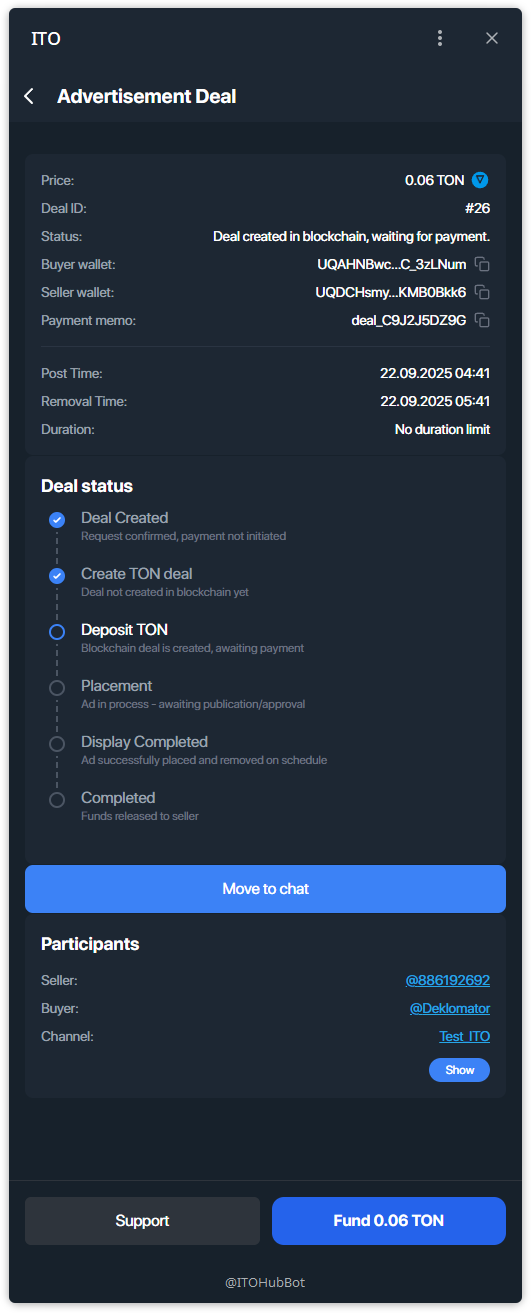 ITO
Advertisement Deal
Price: 0.06 TON
Deal ID: #26
Status: Deal created in blockchain, waiting for payment.
Buyer wallet: UQAHNBwc...C_3zLNum
Seller wallet: UQDCHsmy...KMB0Bkk6
Payment memo: deal_C9J2J5DZ9G
Post Time: 22.09.2025 04:41
Removal Time: 22.09.2025 05:41
Duration: No duration limit
Deal status
Deal Created
Request confirmed, payment not initiated
Create TON deal
Deal not created in blockchain yet
Deposit TON
Blockchain deal is created, awaiting payment
Placement
Ad in process - awaiting publication/approval
Display Completed
Ad successfully placed and removed on schedule
Completed
Funds released to seller
Move to chat
Participants
Seller: @886192692
Buyer: @Deklomator
Channel: Test_ITO
Show
Support
Fund 0.06 TON
@ITOHubBot